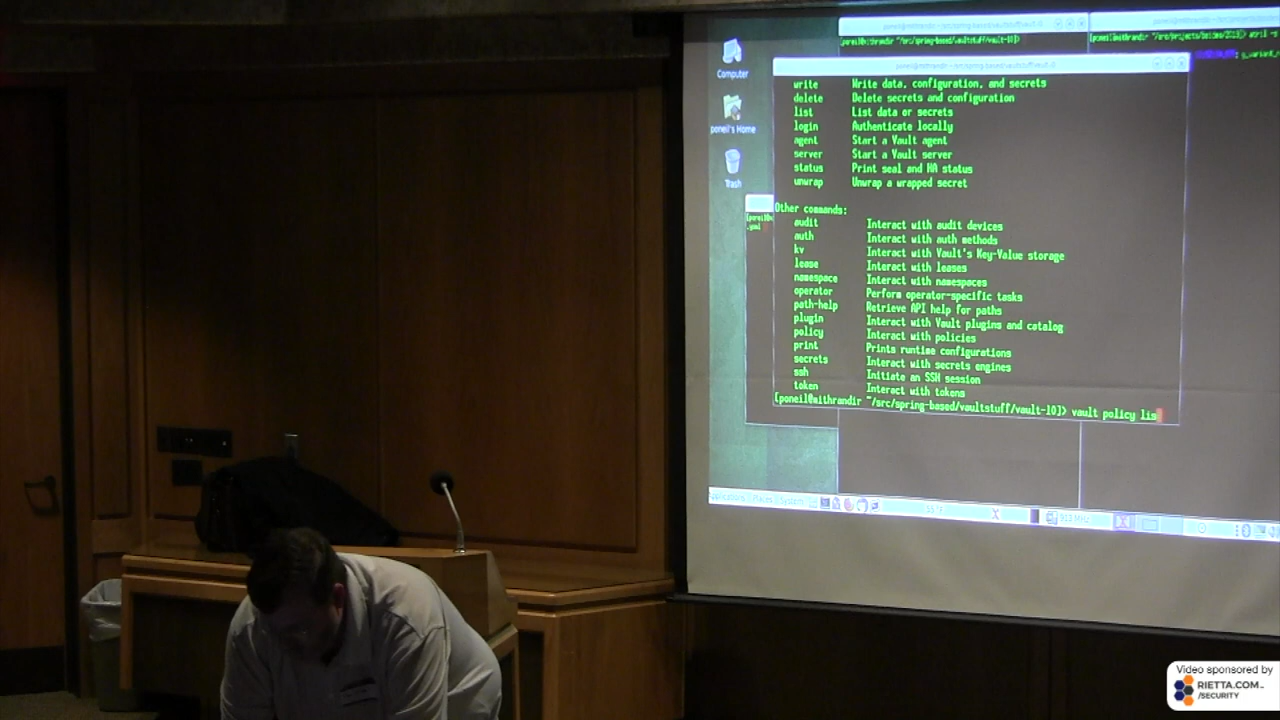 Computer
poneil's Home
Trash
write Write data, configuration, and secrets
delete Delete secrets and configuration
list List data or secrets
login Authenticate locally
agent Start a Vault agent
server Start a Vault server
status Print seal and HA status
unwrap Unwrap a wrapped secret
Other commands:
audit Interact with audit devices
auth Interact with auth methods
kv Interact with Vault's Key-Value storage
lease Interact with leases
namespace Interact with namespaces
operator Perform operator-specific tasks
path-help Retrieve API help for paths
plugin Interact with Vault plugins and catalog
policy Interact with policies
print Prints runtime configurations
secrets Interact with secrets engines
ssh Initiate an SSH session
token Interact with tokens
[poneil@mithrandir ~/src/spring-based/vaultstuff/vault-10]> vault policy lis
Applications Places System
Video sponsored by
RIETTA.COM
/SECURITY